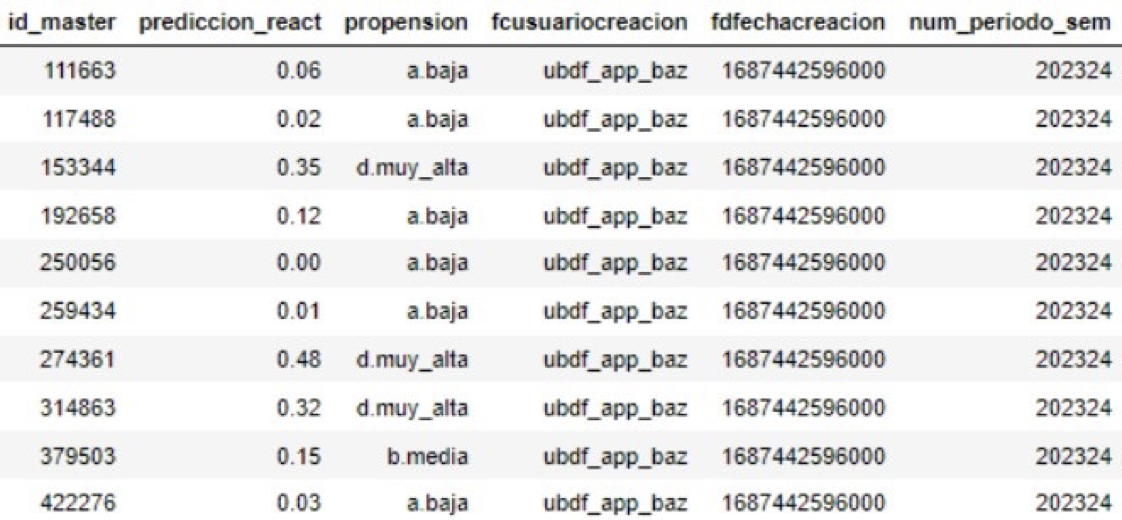 id_master prediccion_react propension fcusuariocreacion fdfechacreacion num_periodo_sem
111663 0.06 a.baja ubdf_app_baz 1687442596000 202324
117488 0.02 a.baja ubdf_app_baz 1687442596000 202324
153344 0.35 d.muy_alta ubdf_app_baz 1687442596000 202324
192658 0.12 a.baja ubdf_app_baz 1687442596000 202324
250056 0.00 a.baja ubdf_app_baz 1687442596000 202324
259434 0.01 a.baja ubdf_app_baz 1687442596000 202324
274361 0.48 d.muy_alta ubdf_app_baz 1687442596000 202324
314863 0.32 d.muy_alta ubdf_app_baz 1687442596000 202324
379503 0.15 b.media ubdf_app_baz 1687442596000 202324
422276 0.03 a.baja ubdf_app_baz 1687442596000 202324